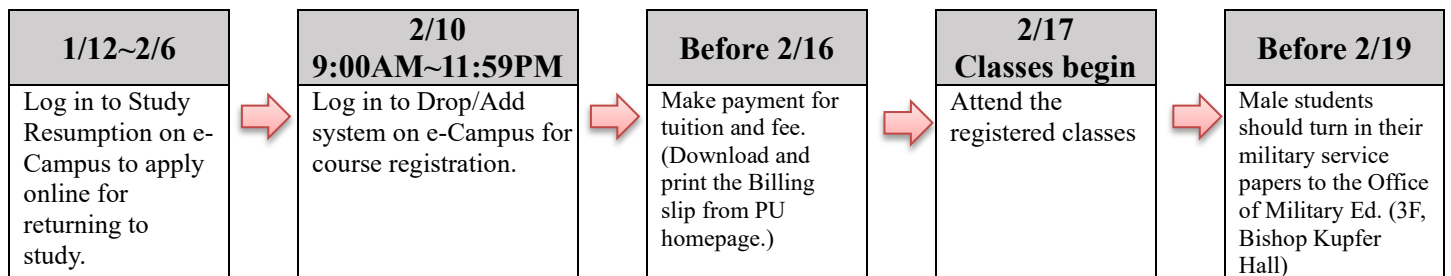 1/12~2/6
Log in to Study
Resumption on e-
Campus to apply
online for
returning to
study.
2/10
9:00AM~11:59PM
Log in to Drop/Add
system on e-Campus for
course registration.
Before 2/16
Make payment for
tuition and fee.
(Download and
print the Billing
slip from PU
homepage.)
2/17
Classes begin
Attend the
registered classes
Before 2/19
Male students
should turn in their
military service
papers to the Office
of Military Ed. (3F,
Bishop Kupfer
Hall)